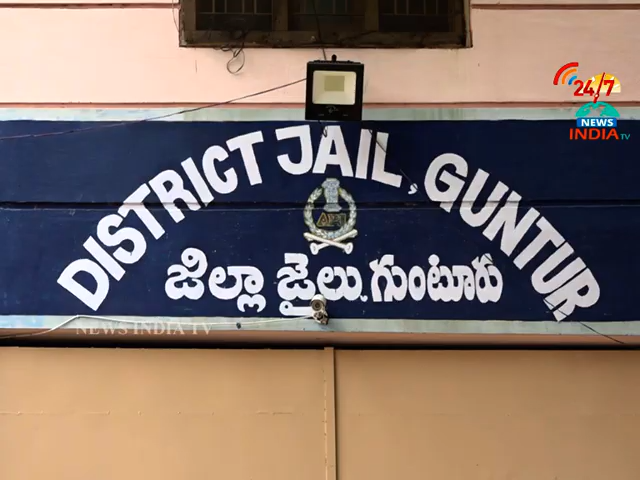 24/7
NEWS
INDIA TV
DISTRICT JAIL, GUNTUR
జిల్లా జైలు. గుంటూరు
NEWS INDIA TV